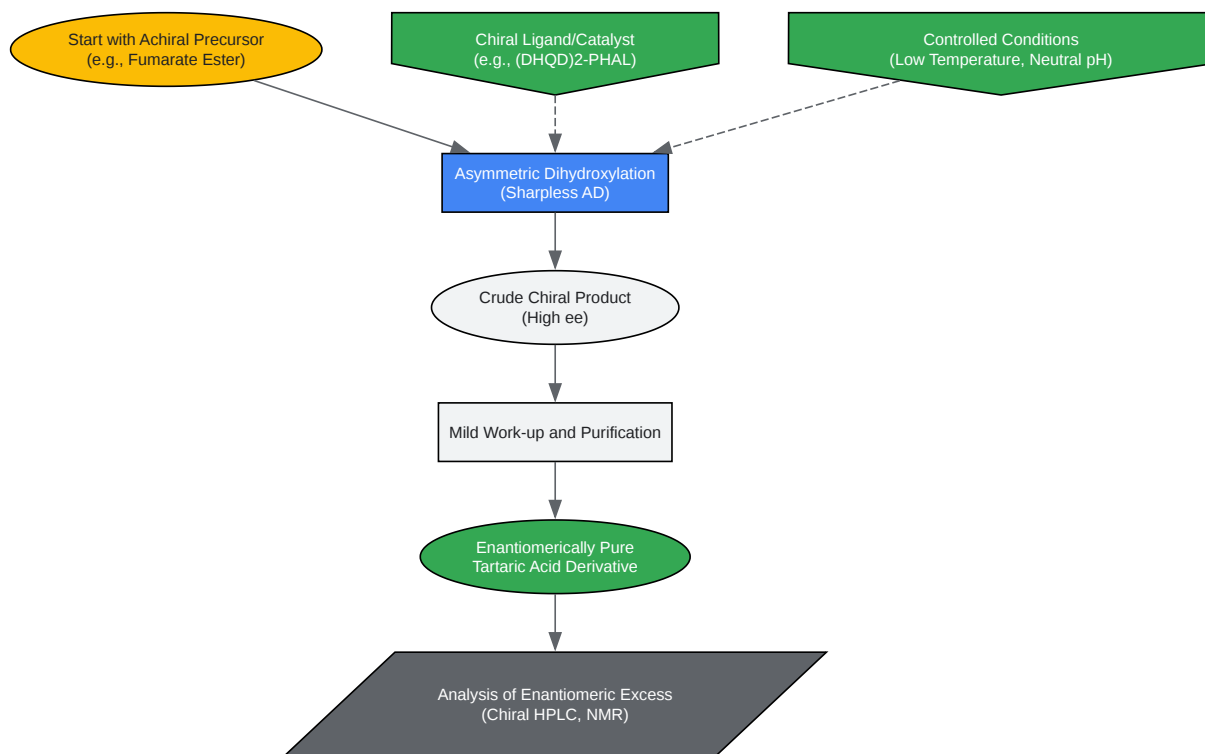 Start with Achiral Precursor
(e.g., Fumarate Ester)
Chiral Ligand/Catalyst
(e.g., (DHQD)2-PHAL)
Controlled Conditions
(Low Temperature, Neutral pH)
Asymmetric Dihydroxylation
(Sharpless AD)
Crude Chiral Product
(High ee)
Mild Work-up and Purification
Enantiomerically Pure
Tartaric Acid Derivative
Analysis of Enantiomeric Excess
(Chiral HPLC, NMR)